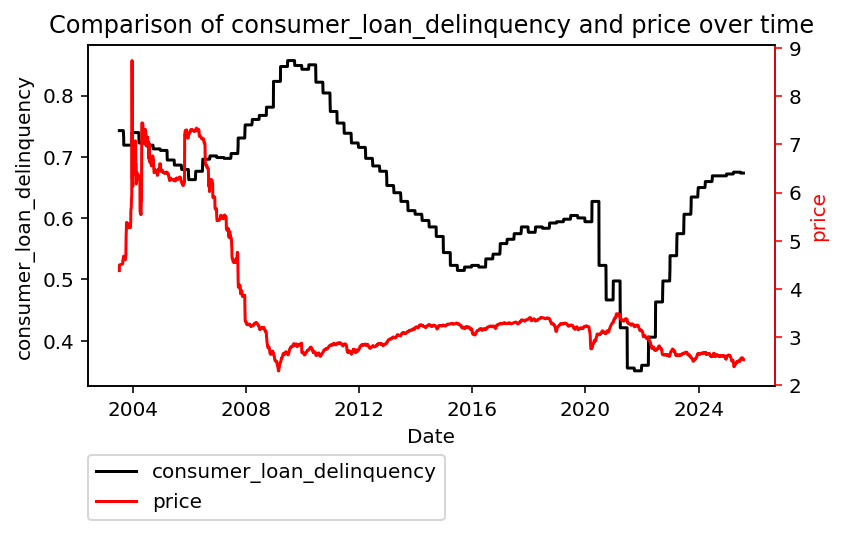 Comparison of consumer_loan_delinquency and price over time
consumer_loan_delinquency
0.8
0.7
0.6
0.5
0.4
9
8
7
6
5
4
3
2
price
2004 2008 2012 2016 2020 2024
Date
consumer_loan_delinquency
price